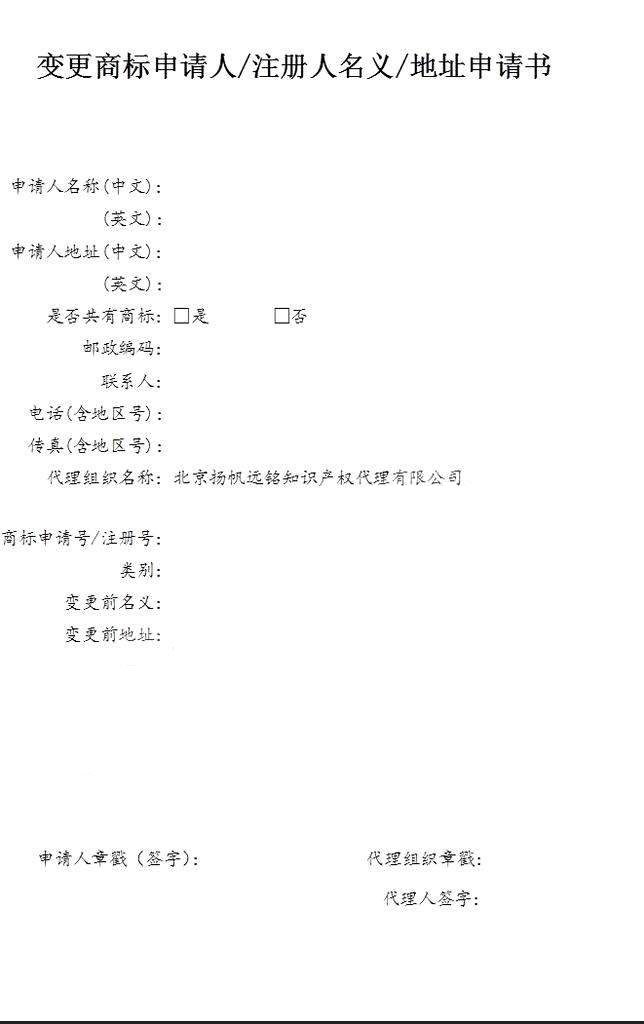 变更商标申请人/注册人名义/地址申请书
申请人名称(中文):
(英文):
申请人地址(中文):
(英文):
是否共有商标: □是 □否
邮政编码:
联系人:
电话(含地区号):
传真(含地区号):
代理组织名称: 北京扬帆远铭知识产权代理有限公司
商标申请号/注册号:
类别:
变更前名义:
变更前地址:
申请人章戳（签字）: 代理组织章戳:
代理人签字: